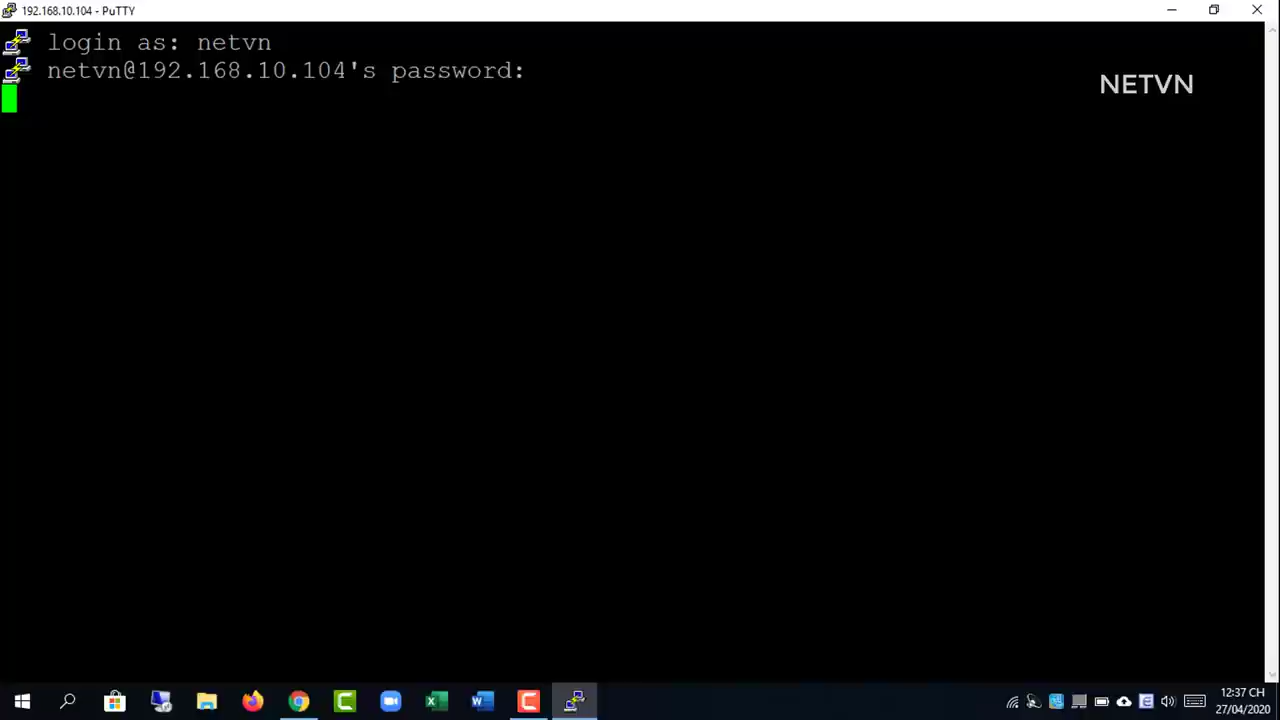 192.168.10.104 - PuTTY
login as: netvn
netvn@192.168.10.104's password:
NETVN
12:37 CH
27/04/2020